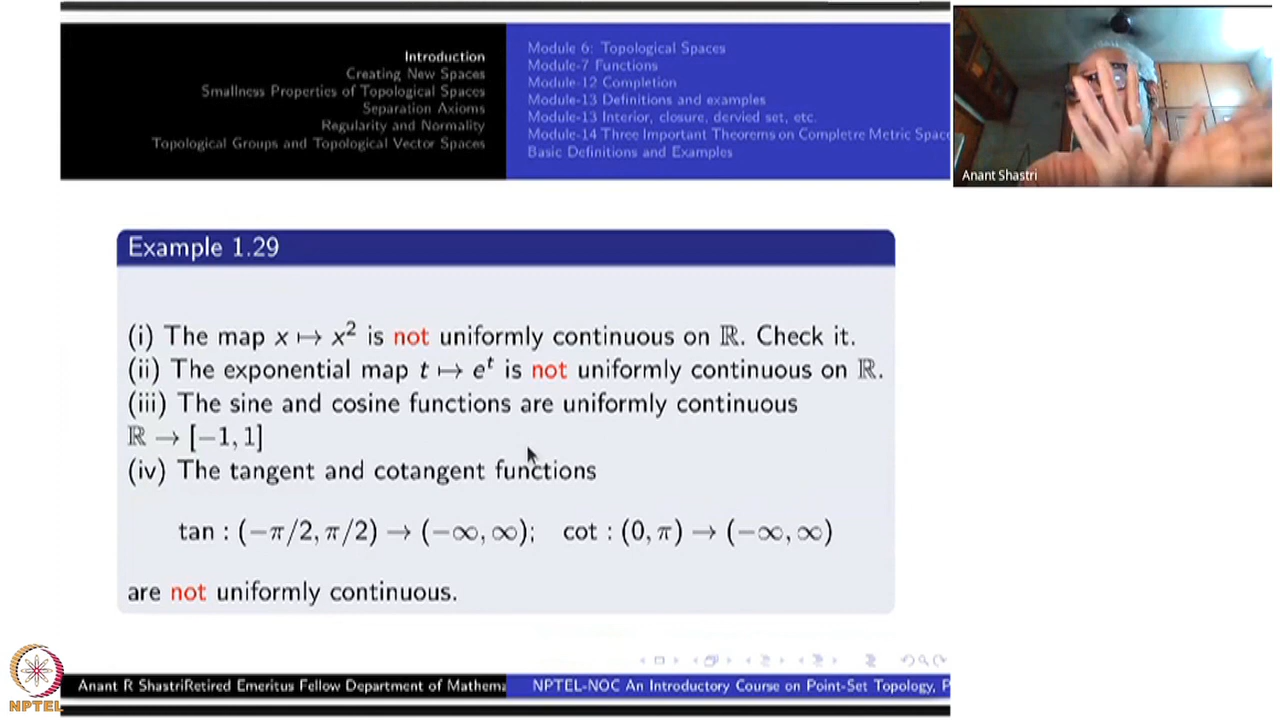 Introduction
Creating New Spaces
Smallness Properties of Topological Spaces
Separation Axioms
Regularity and Normality
Topological Groups and Topological Vector Spaces
Module 6: Topological Spaces
Module-7 Functions
Module-12 Completion
Module-13 Definitions and examples
Module-13 Interior, closure, dervied set, etc.
Module-14 Three Important Theorems on Completre Metric Space
Basic Definitions and Examples
Anant Shastri
Example 1.29
(i) The map x ↦ x² is not uniformly continuous on ℝ. Check it.
(ii) The exponential map t ↦ eᵗ is not uniformly continuous on ℝ.
(iii) The sine and cosine functions are uniformly continuous
ℝ → [−1, 1]
(iv) The tangent and cotangent functions
tan : (−π/2, π/2) → (−∞, ∞); cot : (0, π) → (−∞, ∞)
are not uniformly continuous.
NPTEL
Anant R ShastriRetired Emeritus Fellow Department of Mathema
NPTEL-NOC An Introductory Course on Point-Set Topology, P